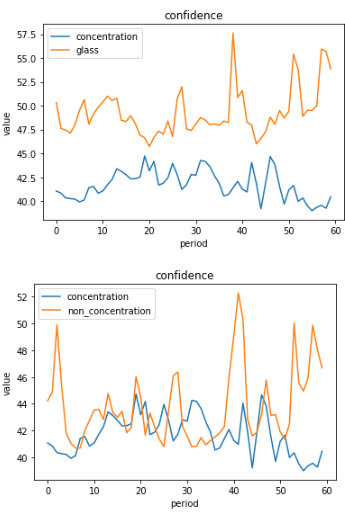 confidence
concentration
glass
57.5
55.0
52.5
50.0
47.5
45.0
42.5
40.0
value
0 10 20 30 40 50 60
period
confidence
concentration
non_concentration
52
50
48
46
44
42
40
value
0 10 20 30 40 50 60
period